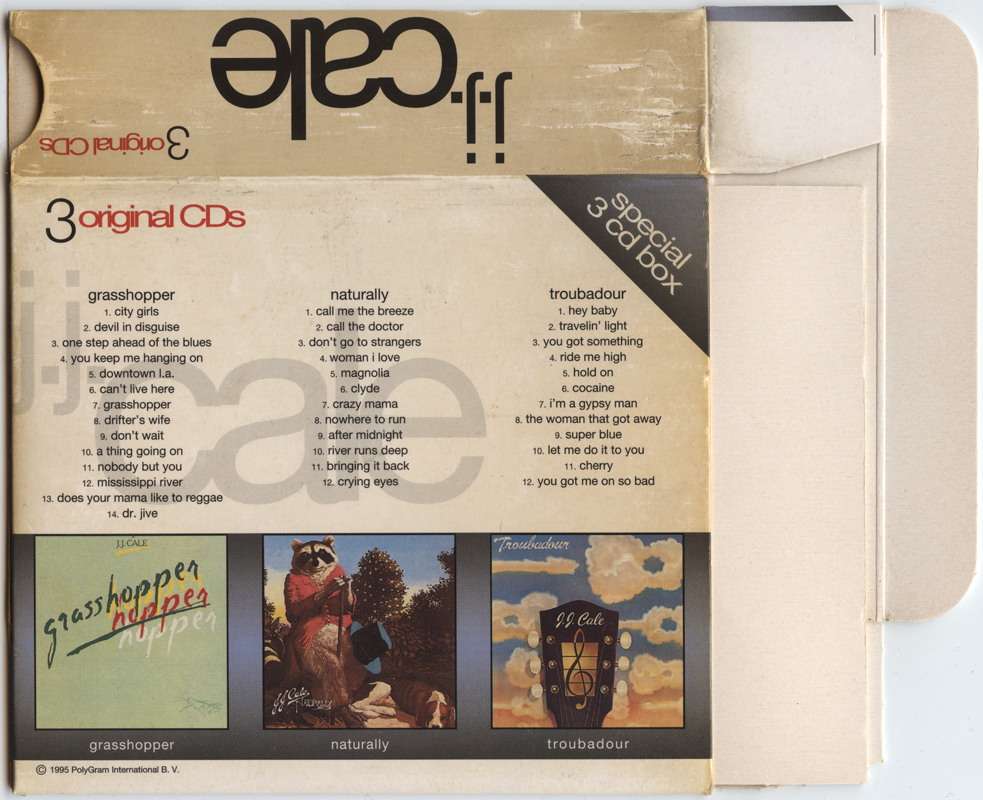 j.j. cale
3 original CDs
3 original CDs
special
3 cd box
j.j. cale
grasshopper
1. city girls
2. devil in disguise
3. one step ahead of the blues
4. you keep me hanging on
5. downtown l.a.
6. can't live here
7. grasshopper
8. drifter's wife
9. don't wait
10. a thing going on
11. nobody but you
12. mississippi river
13. does your mama like to reggae
14. dr. jive
naturally
1. call me the breeze
2. call the doctor
3. don't go to strangers
4. woman i love
5. magnolia
6. clyde
7. crazy mama
8. nowhere to run
9. after midnight
10. river runs deep
11. bringing it back
12. crying eyes
troubadour
1. hey baby
2. travelin' light
3. you got something
4. ride me high
5. hold on
6. cocaine
7. i'm a gypsy man
8. the woman that got away
9. super blue
10. let me do it to you
11. cherry
12. you got me on so bad
J.J. CALE
grasshopper
hopper
hopper
J.J. Cale
NATURALLY
Troubadour
J.J. Cale
grasshopper
naturally
troubadour
© 1995 PolyGram International B. V.